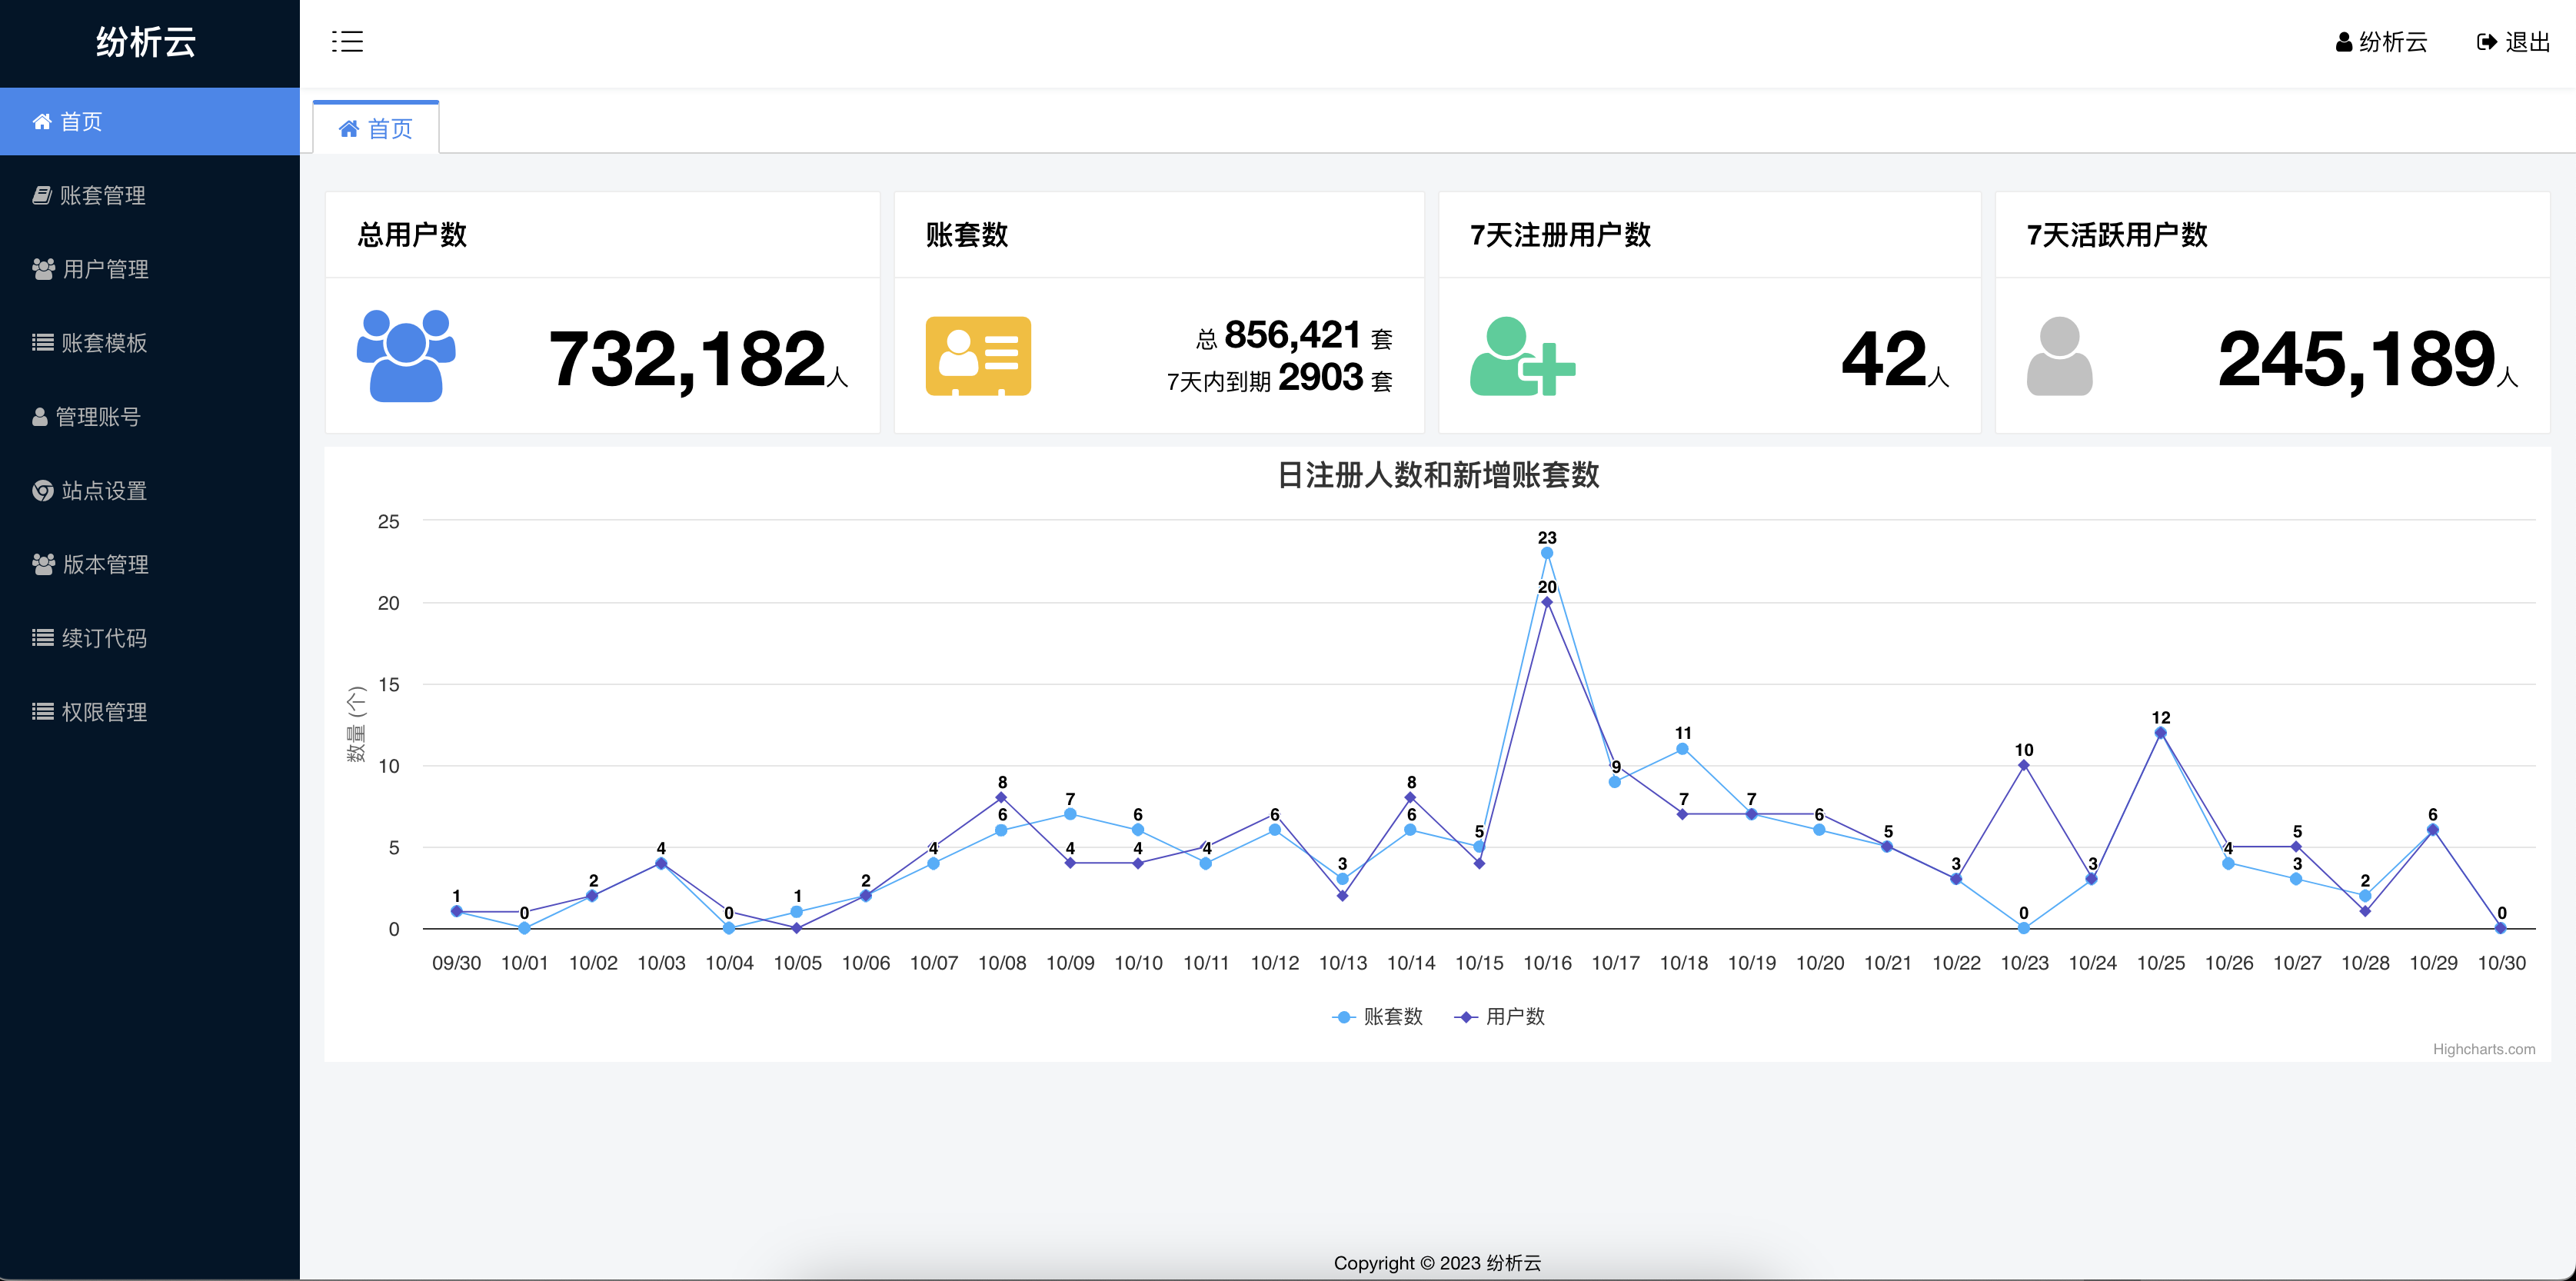 纷析云
纷析云 退出
首页
账套管理
用户管理
账套模板
管理账号
站点设置
版本管理
续订代码
权限管理
首页
总用户数
732,182人
账套数
总 856,421 套
7天内到期 2903 套
7天注册用户数
42人
7天活跃用户数
245,189人
日注册人数和新增账套数
数量 (个)
25
20
15
10
5
0
1 0 2 4 0 1 2 4 6 7 6 4 6 3 6 5 23 9 11 7 6 5 3 0 3 12 4 3 2 6 0
8 4 4 8 20 7 10 5
09/30 10/01 10/02 10/03 10/04 10/05 10/06 10/07 10/08 10/09 10/10 10/11 10/12 10/13 10/14 10/15 10/16 10/17 10/18 10/19 10/20 10/21 10/22 10/23 10/24 10/25 10/26 10/27 10/28 10/29 10/30
账套数 用户数
Highcharts.com
Copyright © 2023 纷析云